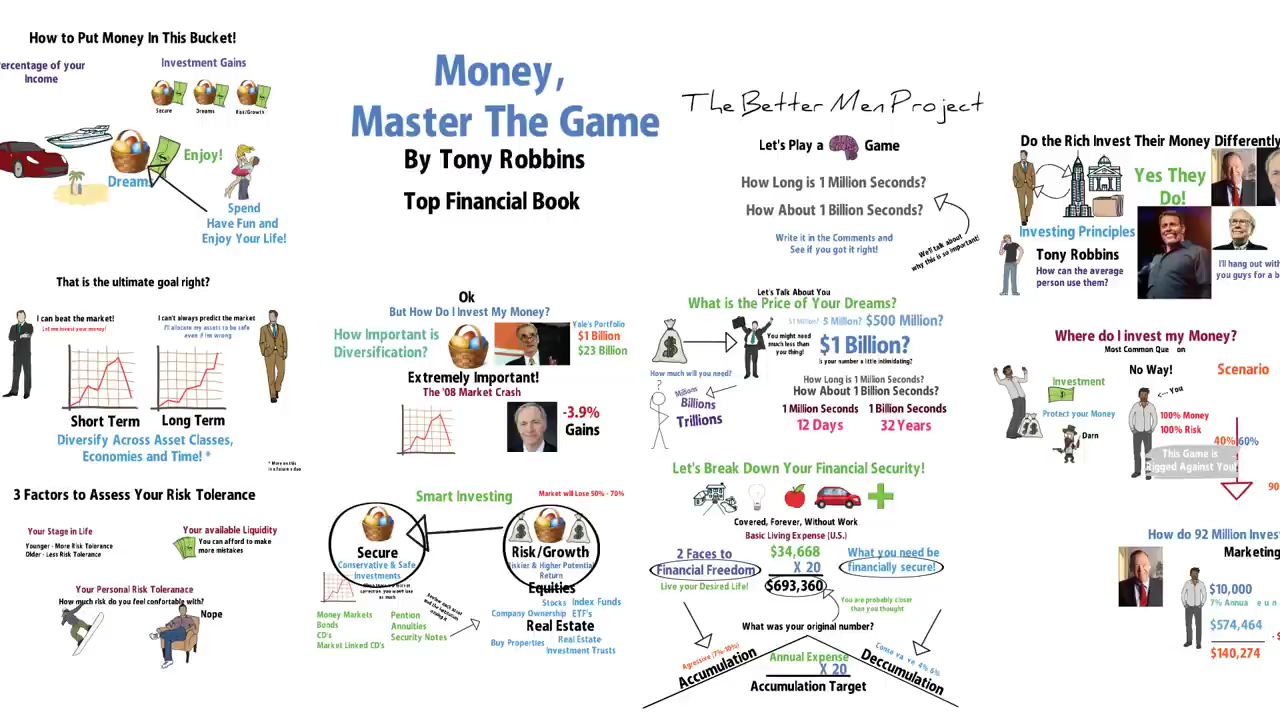 How to Put Money In This Bucket!
ercentage of your
Income
Investment Gains
Secure
Dreams
Risk/Growth
Enjoy!
Dreams
Spend
Have Fun and
Enjoy Your Life!
That is the ultimate goal right?
I can beat the market!
Let me invest your money!
I can't always predict the market
I'll allocate my assets to be safe
even if i'm wrong
Short Term
Long Term
Diversify Across Asset Classes,
Economies and Time! *
* More on this
in a future video
3 Factors to Assess Your Risk Tolerance
Your Stage in Life
Younger - More Risk Tolerance
Older - Less Risk Tolerance
Your available Liquidity
You can afford to make
more mistakes
Your Personal Risk Toleranace
How much risk do you feel comfortable with?
Nope
Money,
Master The Game
By Tony Robbins
Top Financial Book
Ok
But How Do I Invest My Money?
How Important is
Diversification?
Yale's Portfolio
$1 Billion
$23 Billion
Extremely Important!
The '08 Market Crash
-3.9%
Gains
Smart Investing
Market will Lose 50% - 70%
Secure
Conservative & Safe
Investments
Risk/Growth
Riskier & Higher Potential
Return
Equities
Stocks
Index Funds
Company Ownership
ETF's
Real Estate
Buy Properties
Real Estate
Investment Trusts
Money Markets
Bonds
CD's
Market Linked CD's
Pention
Annuities
Security Notes
The Better Men Project
Let's Play a
Game
How Long is 1 Million Seconds?
How About 1 Billion Seconds?
Write it in the Comments and
See if you got it right!
We'll talk about
why this is so important!
Let's Talk About You
What is the Price of Your Dreams?
$1 Million?
5 Million?
$500 Million?
You might need
much less than
you thing!
$1 Billion?
Is your number a little intimidating?
How much will you need?
Millions
Billions
Trillions
How Long is 1 Million Seconds?
How About 1 Billion Seconds?
1 Million Seconds
1 Billion Seconds
12 Days
32 Years
Let's Break Down Your Financial Security!
Covered, Forever, Without Work
Basic Living Expense (U.S.)
2 Faces to
Financial Freedom
Live your Desired Life!
$34,668
X 20
$693,360
What you need be
financially secure!
You are probably closer
than you thought
What was your original number?
Agressive (7%-10%)
Accumulation
Annual Expense
X 20
Accumulation Target
Deccumulation
Do the Rich Invest Their Money Differently
Yes They
Do!
Investing Principles
Tony Robbins
How can the average
person use them?
I'll hang out with
you guys for a b
Where do I invest my Money?
Most Common Que on
No Way!
Scenario
Investment
Protect your Money
Darn
<--- You
100% Money
100% Risk
40%
60%
This Game is
Rigged Against You!
90
How do 92 Million Inves
Marketing
$10,000
7% Annua
$574,464
$140,274